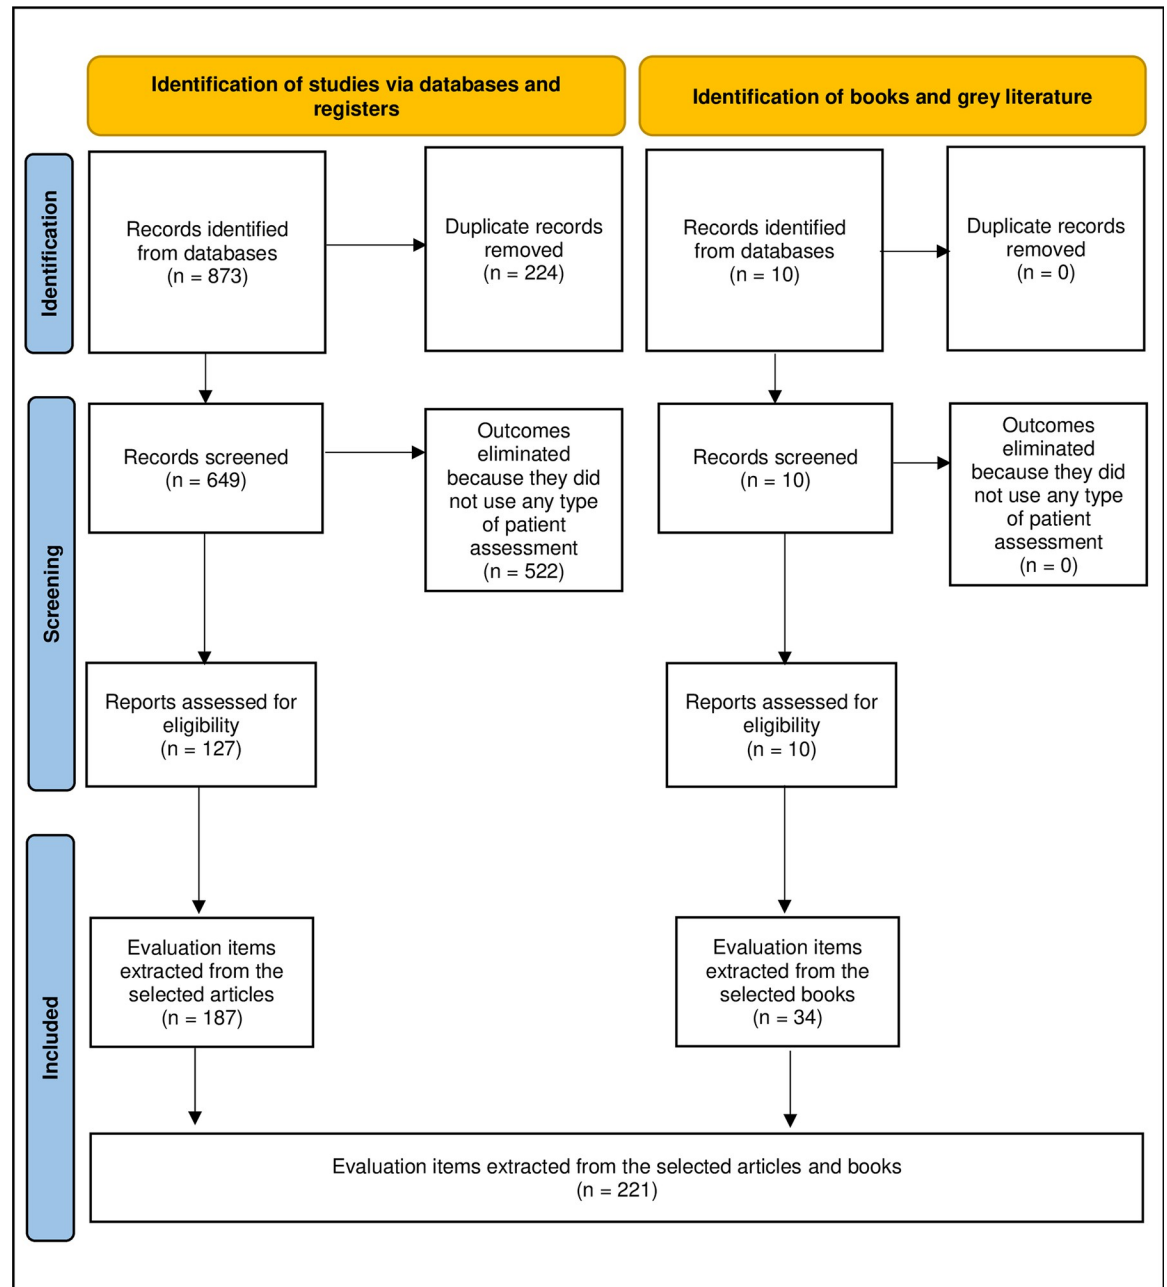 Identification of studies via databases and
registers
Identification of books and grey literature
Identification
Records identified
from databases
(n = 873)
Duplicate records
removed
(n = 224)
Records identified
from databases
(n = 10)
Duplicate records
removed
(n = 0)
Screening
Records screened
(n = 649)
Outcomes
eliminated
because they did
not use any type
of patient
assessment
(n = 522)
Records screened
(n = 10)
Outcomes
eliminated
because they did
not use any type
of patient
assessment
(n = 0)
Reports assessed for
eligibility
(n = 127)
Reports assessed for
eligibility
(n = 10)
Included
Evaluation items
extracted from the
selected articles
(n = 187)
Evaluation items
extracted from the
selected books
(n = 34)
Evaluation items extracted from the selected articles and books
(n = 221)